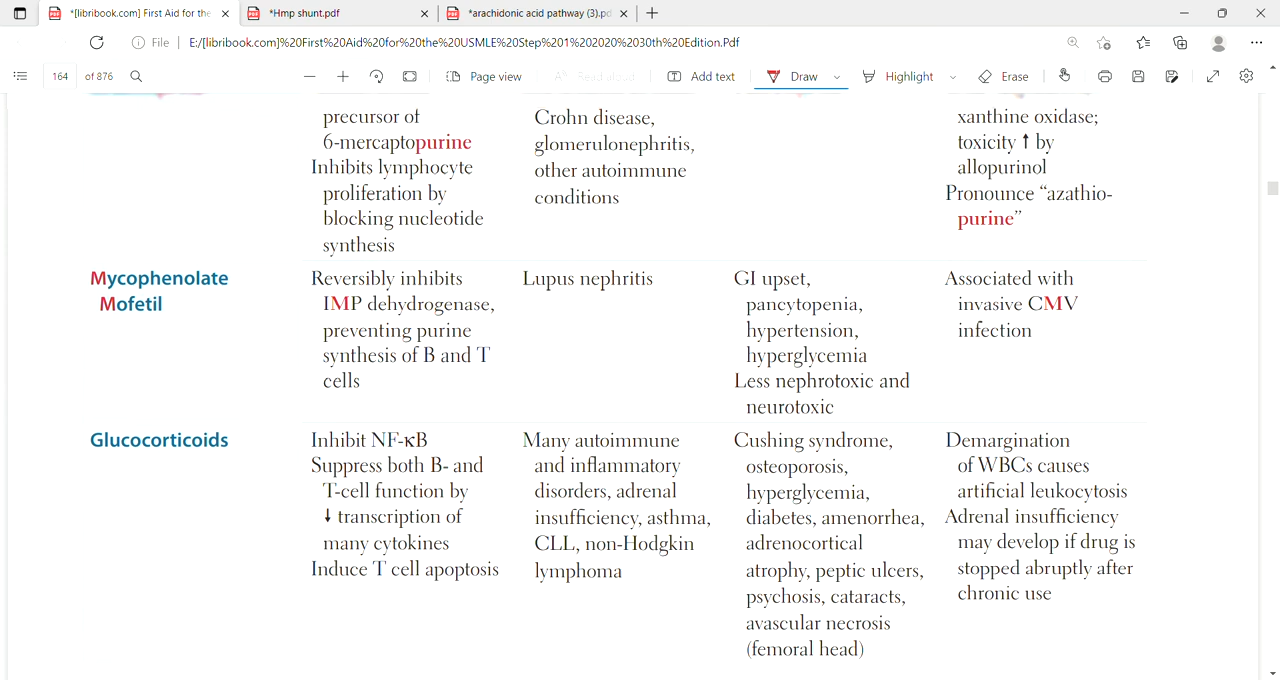 *[libribook.com] First Aid for the
*Hmp shunt.pdf
*arachidonic acid pathway (3).pd
File | E:/[libribook.com]%20First%20Aid%20for%20the%20USMLE%20Step%201%202020%2030th%20Edition.Pdf
164 of 876
Page view
Read aloud
Add text
Draw
Highlight
Erase
precursor of
6-mercaptopurine
Inhibits lymphocyte
proliferation by
blocking nucleotide
synthesis
Crohn disease,
glomerulonephritis,
other autoimmune
conditions
xanthine oxidase;
toxicity ↑ by
allopurinol
Pronounce “azathio-
purine”
Mycophenolate
Mofetil
Reversibly inhibits
IMP dehydrogenase,
preventing purine
synthesis of B and T
cells
Lupus nephritis
GI upset,
pancytopenia,
hypertension,
hyperglycemia
Less nephrotoxic and
neurotoxic
Associated with
invasive CMV
infection
Glucocorticoids
Inhibit NF-κB
Suppress both B- and
T-cell function by
↓ transcription of
many cytokines
Induce T cell apoptosis
Many autoimmune
and inflammatory
disorders, adrenal
insufficiency, asthma,
CLL, non-Hodgkin
lymphoma
Cushing syndrome,
osteoporosis,
hyperglycemia,
diabetes, amenorrhea,
adrenocortical
atrophy, peptic ulcers,
psychosis, cataracts,
avascular necrosis
(femoral head)
Demargination
of WBCs causes
artificial leukocytosis
Adrenal insufficiency
may develop if drug is
stopped abruptly after
chronic use